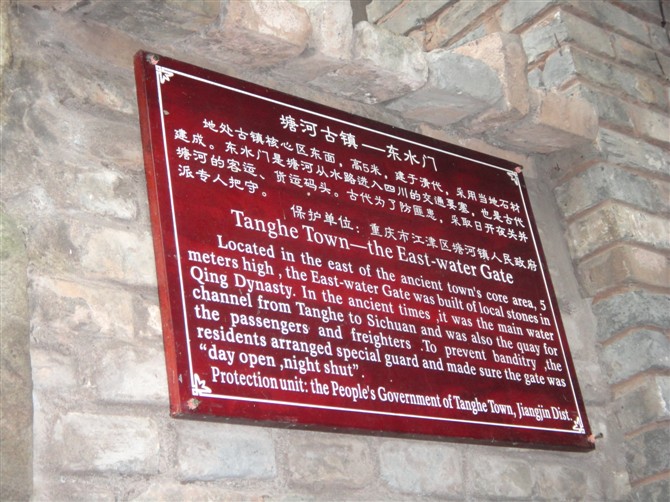 塘河古镇—东水门
地处古镇核心区东面，高5米，建于清代，采用当地石材
建成。东水门是塘河从水路进入四川的交通要塞，也是古代
塘河的客运、货运码头。古代为了防匪患，采取日开夜关并
派专人把守。
保护单位：重庆市江津区塘河镇人民政府
Tanghe Town—the East-water Gate
Located in the east of the ancient town's core area, 5
meters high , the East-water Gate was built of local stones in
Qing Dynasty. In the ancient times ,it was the main water
channel from Tanghe to Sichuan and was also the quay for
the passengers and freighters .To prevent banditry ,the
residents arranged special guard and made sure the gate was
“day open ,night shut”.
Protection unit: the People's Government of Tanghe Town, Jiangjin Dist.